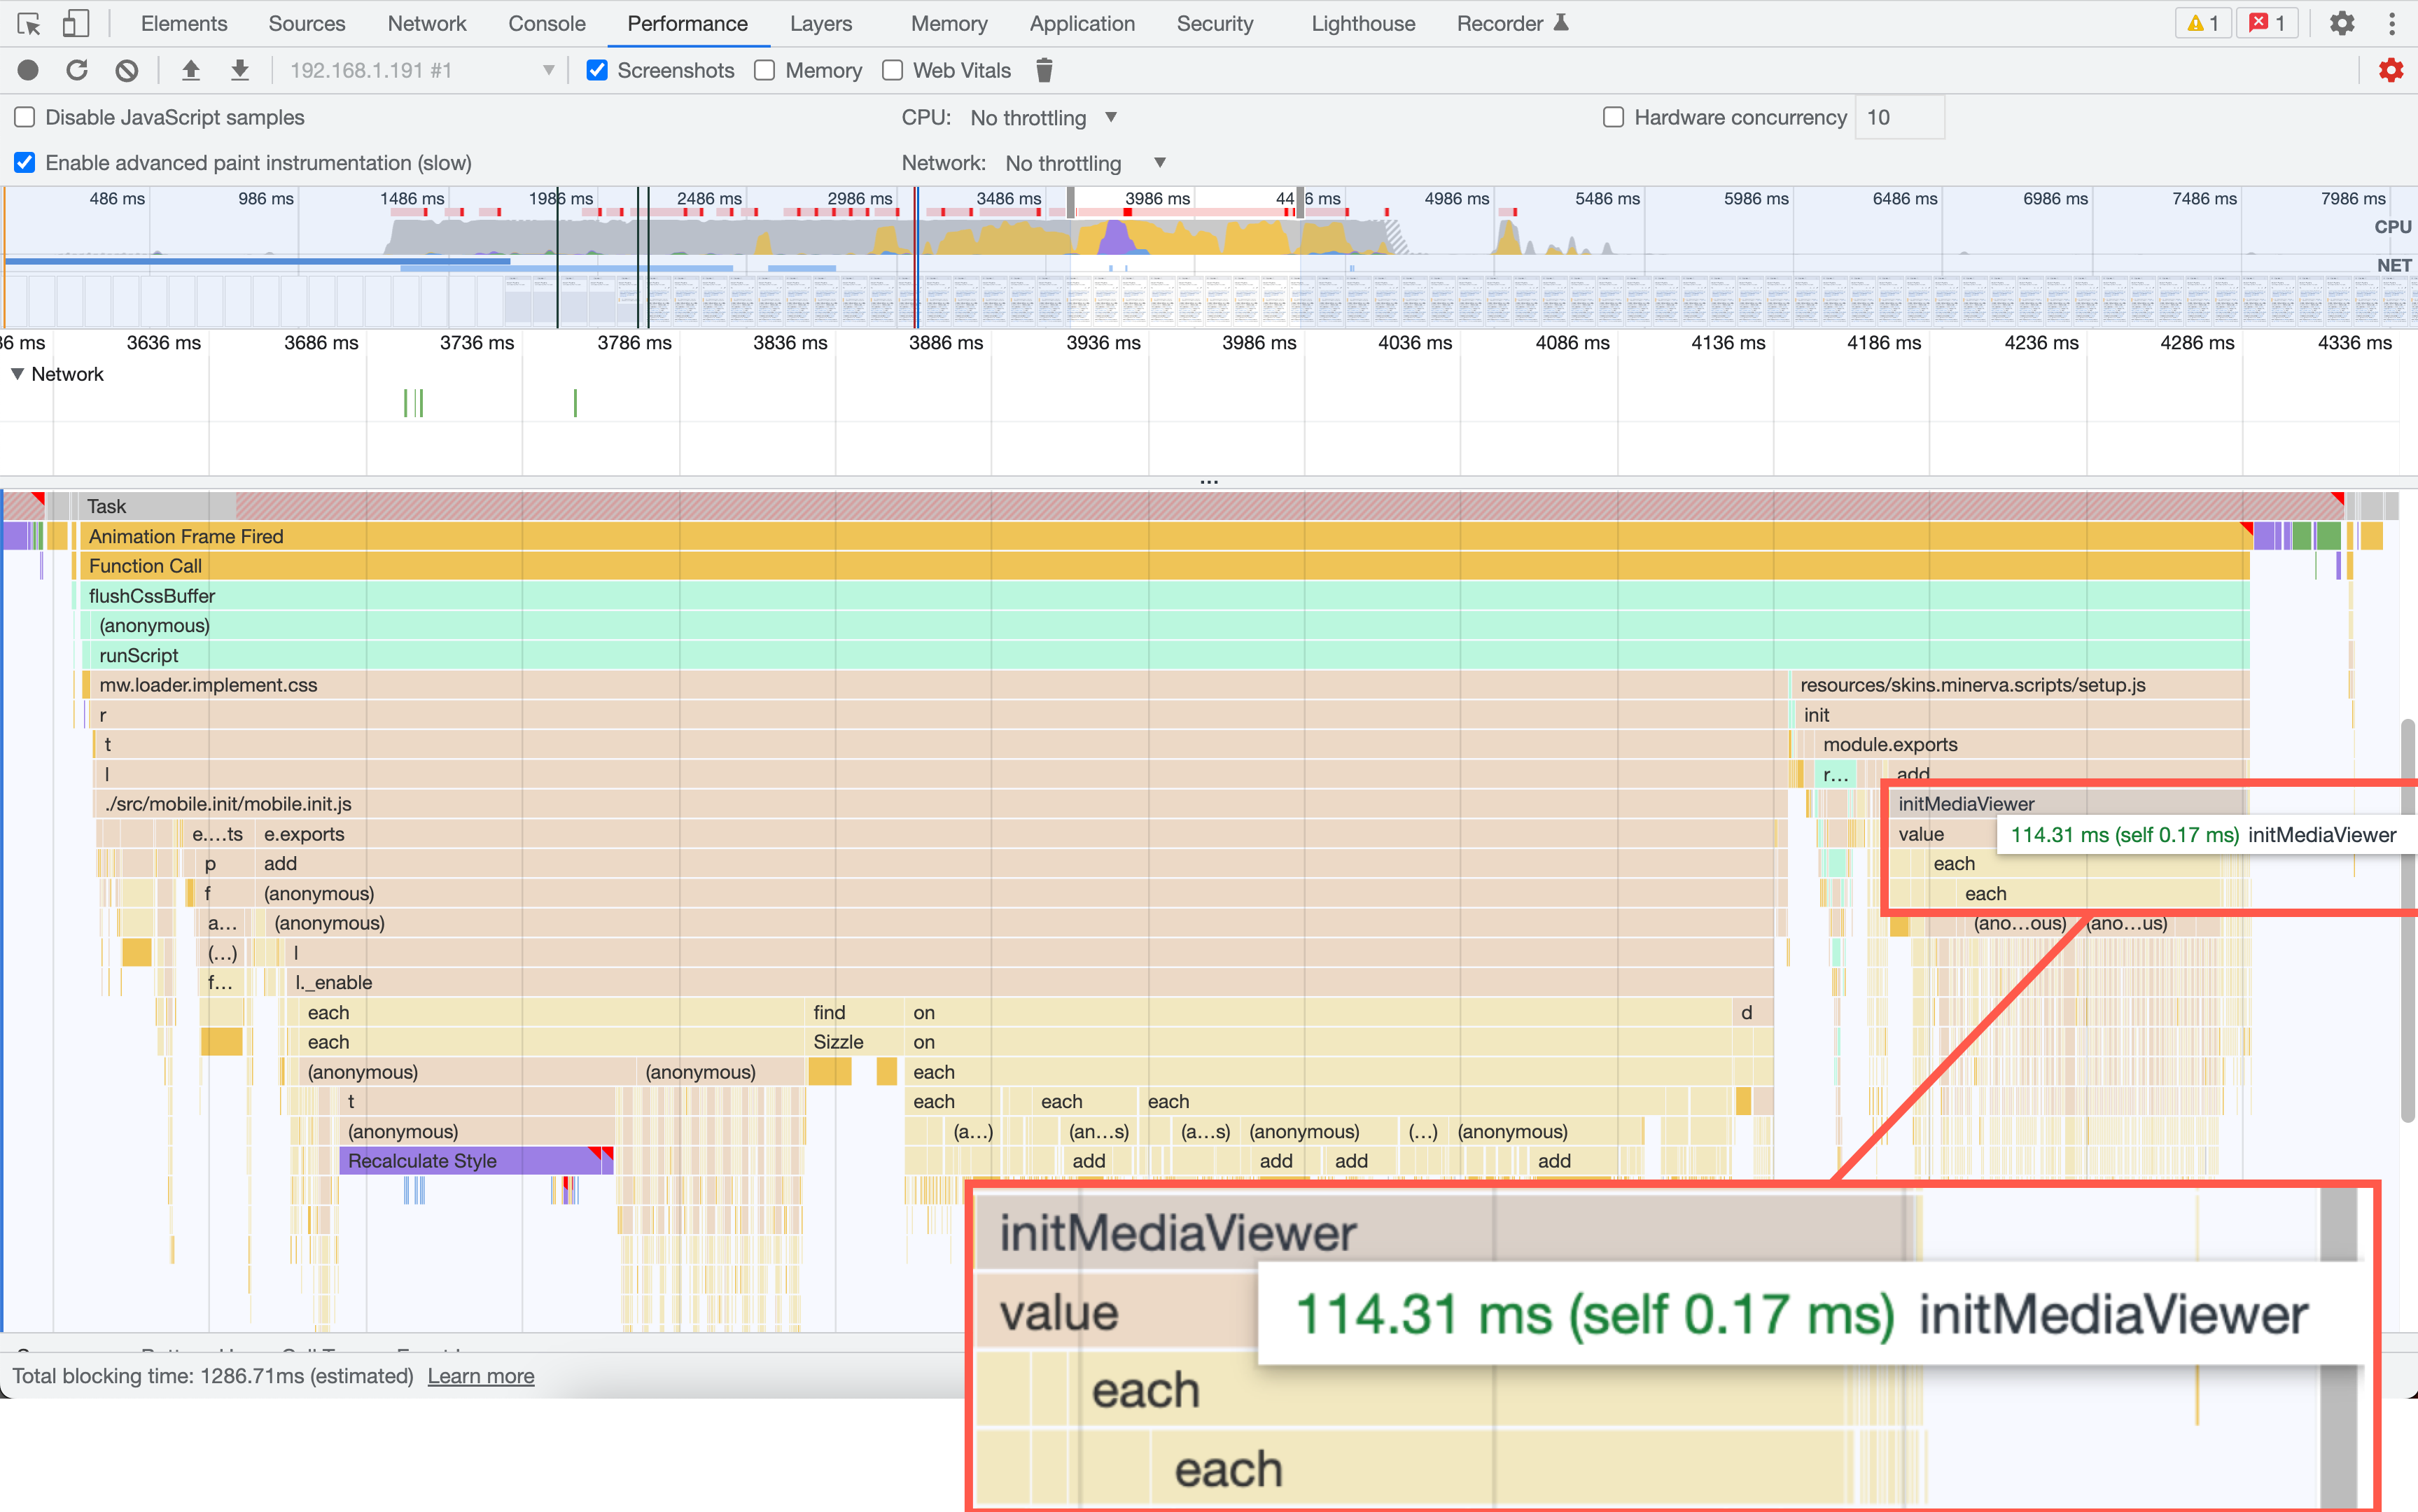 Elements Sources Network Console Performance Layers Memory Application Security Lighthouse Recorder 1 1
192.168.1.191 #1 Screenshots Memory Web Vitals
Disable JavaScript samples CPU: No throttling Hardware concurrency 10
Enable advanced paint instrumentation (slow) Network: No throttling
486 ms 986 ms 1486 ms 1986 ms 2486 ms 2986 ms 3486 ms 3986 ms 44 6 ms 4986 ms 5486 ms 5986 ms 6486 ms 6986 ms 7486 ms 7986 ms
CPU
NET
36 ms 3636 ms 3686 ms 3736 ms 3786 ms 3836 ms 3886 ms 3936 ms 3986 ms 4036 ms 4086 ms 4136 ms 4186 ms 4236 ms 4286 ms 4336 ms
Network
...
Task
Animation Frame Fired
Function Call
flushCssBuffer
(anonymous)
runScript
mw.loader.implement.css resources/skins.minerva.scripts/setup.js
r init
t module.exports
l r... add
./src/mobile.init/mobile.init.js initMediaViewer
e....ts e.exports value 114.31 ms (self 0.17 ms) initMediaViewer
p add each
f (anonymous) each
a... (anonymous) (ano...ous) (ano...us)
(...) l
f... l._enable
each find on d
each Sizzle on
(anonymous) (anonymous) each
t each each each
(anonymous) (a...) (an...s) (a...s) (anonymous) (...) (anonymous)
Recalculate Style add add add add
initMediaViewer
value 114.31 ms (self 0.17 ms) initMediaViewer
each
each
Total blocking time: 1286.71ms (estimated) Learn more